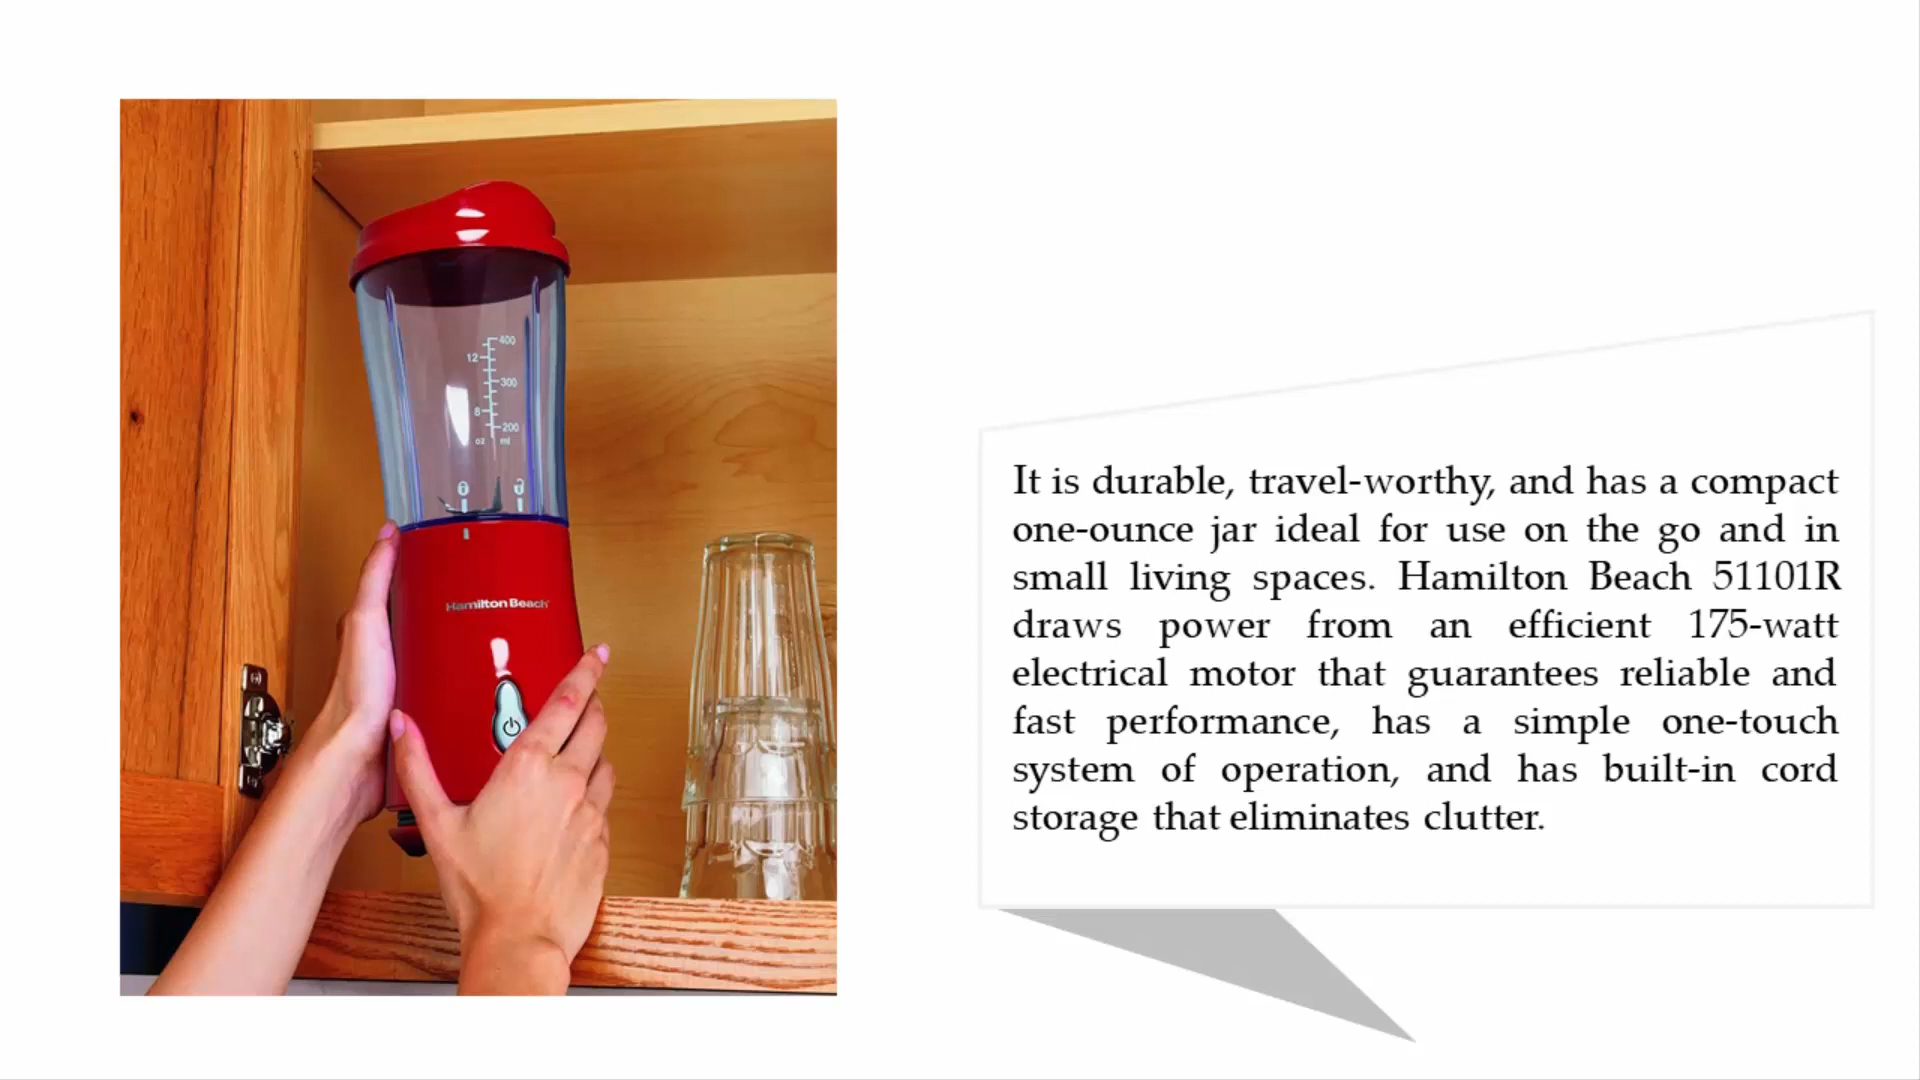 400
12
300
8
200
oz ml
Hamilton Beach
It is durable, travel-worthy, and has a compact
one-ounce jar ideal for use on the go and in
small living spaces. Hamilton Beach 51101R
draws power from an efficient 175-watt
electrical motor that guarantees reliable and
fast performance, has a simple one-touch
system of operation, and has built-in cord
storage that eliminates clutter.